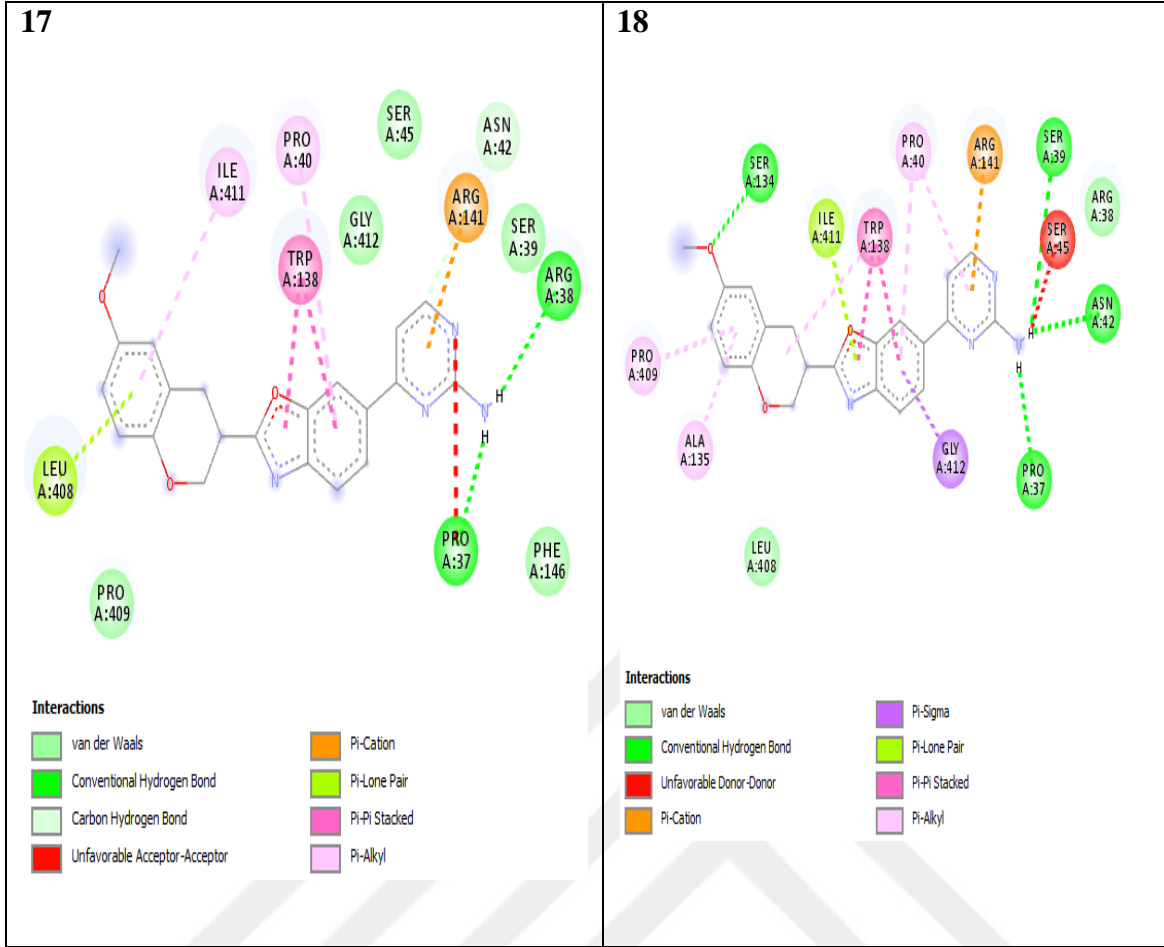 17
SER
A:45
ASN
A:42
PRO
A:40
ILE
A:411
ARG
A:141
GLY
A:412
SER
A:39
TRP
A:138
ARG
A:38
O
N
O
N
N
H
H
LEU
A:408
O
N
PRO
A:37
PHE
A:146
PRO
A:409
Interactions
van der Waals
Conventional Hydrogen Bond
Carbon Hydrogen Bond
Unfavorable Acceptor-Acceptor
Pi-Cation
Pi-Lone Pair
Pi-Pi Stacked
Pi-Alkyl
18
SER
A:134
PRO
A:40
ARG
A:141
SER
A:39
ARG
A:38
ILE
A:411
TRP
A:138
SER
A:45
O
N
ASN
A:42
O
N
N
H
H
PRO
A:409
O
N
ALA
A:135
GLY
A:412
PRO
A:37
LEU
A:408
Interactions
van der Waals
Conventional Hydrogen Bond
Unfavorable Donor-Donor
Pi-Cation
Pi-Sigma
Pi-Lone Pair
Pi-Pi Stacked
Pi-Alkyl